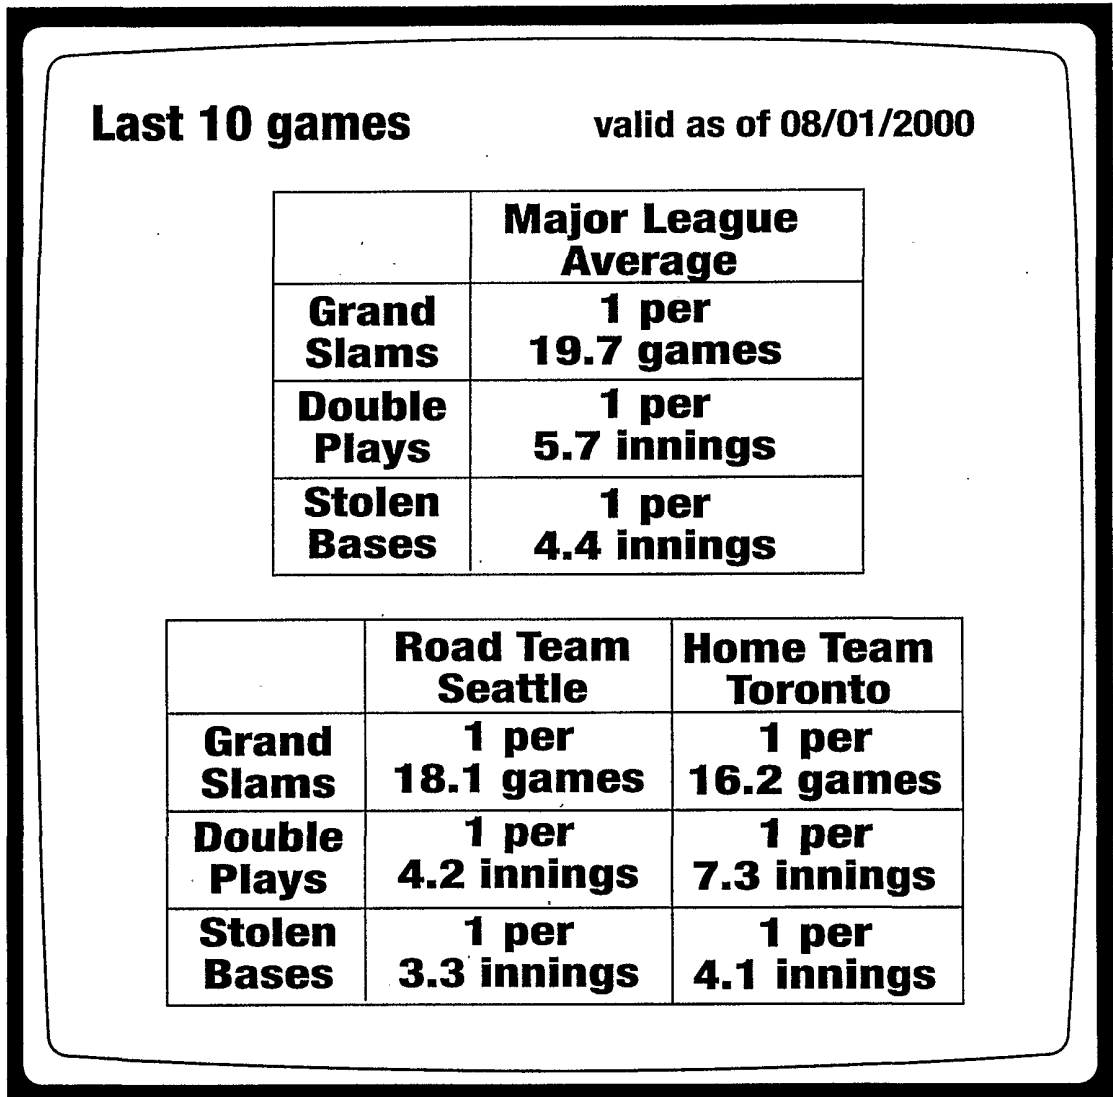 Last 10 games
valid as of 08/01/2000
Major League
Average
Grand
Slams
1 per
19.7 games
Double
Plays
1 per
5.7 innings
Stolen
Bases
1 per
4.4 innings
Road Team
Seattle
Home Team
Toronto
Grand
Slams
1 per
18.1 games
1 per
16.2 games
Double
Plays
1 per
4.2 innings
1 per
7.3 innings
Stolen
Bases
1 per
3.3 innings
1 per
4.1 innings